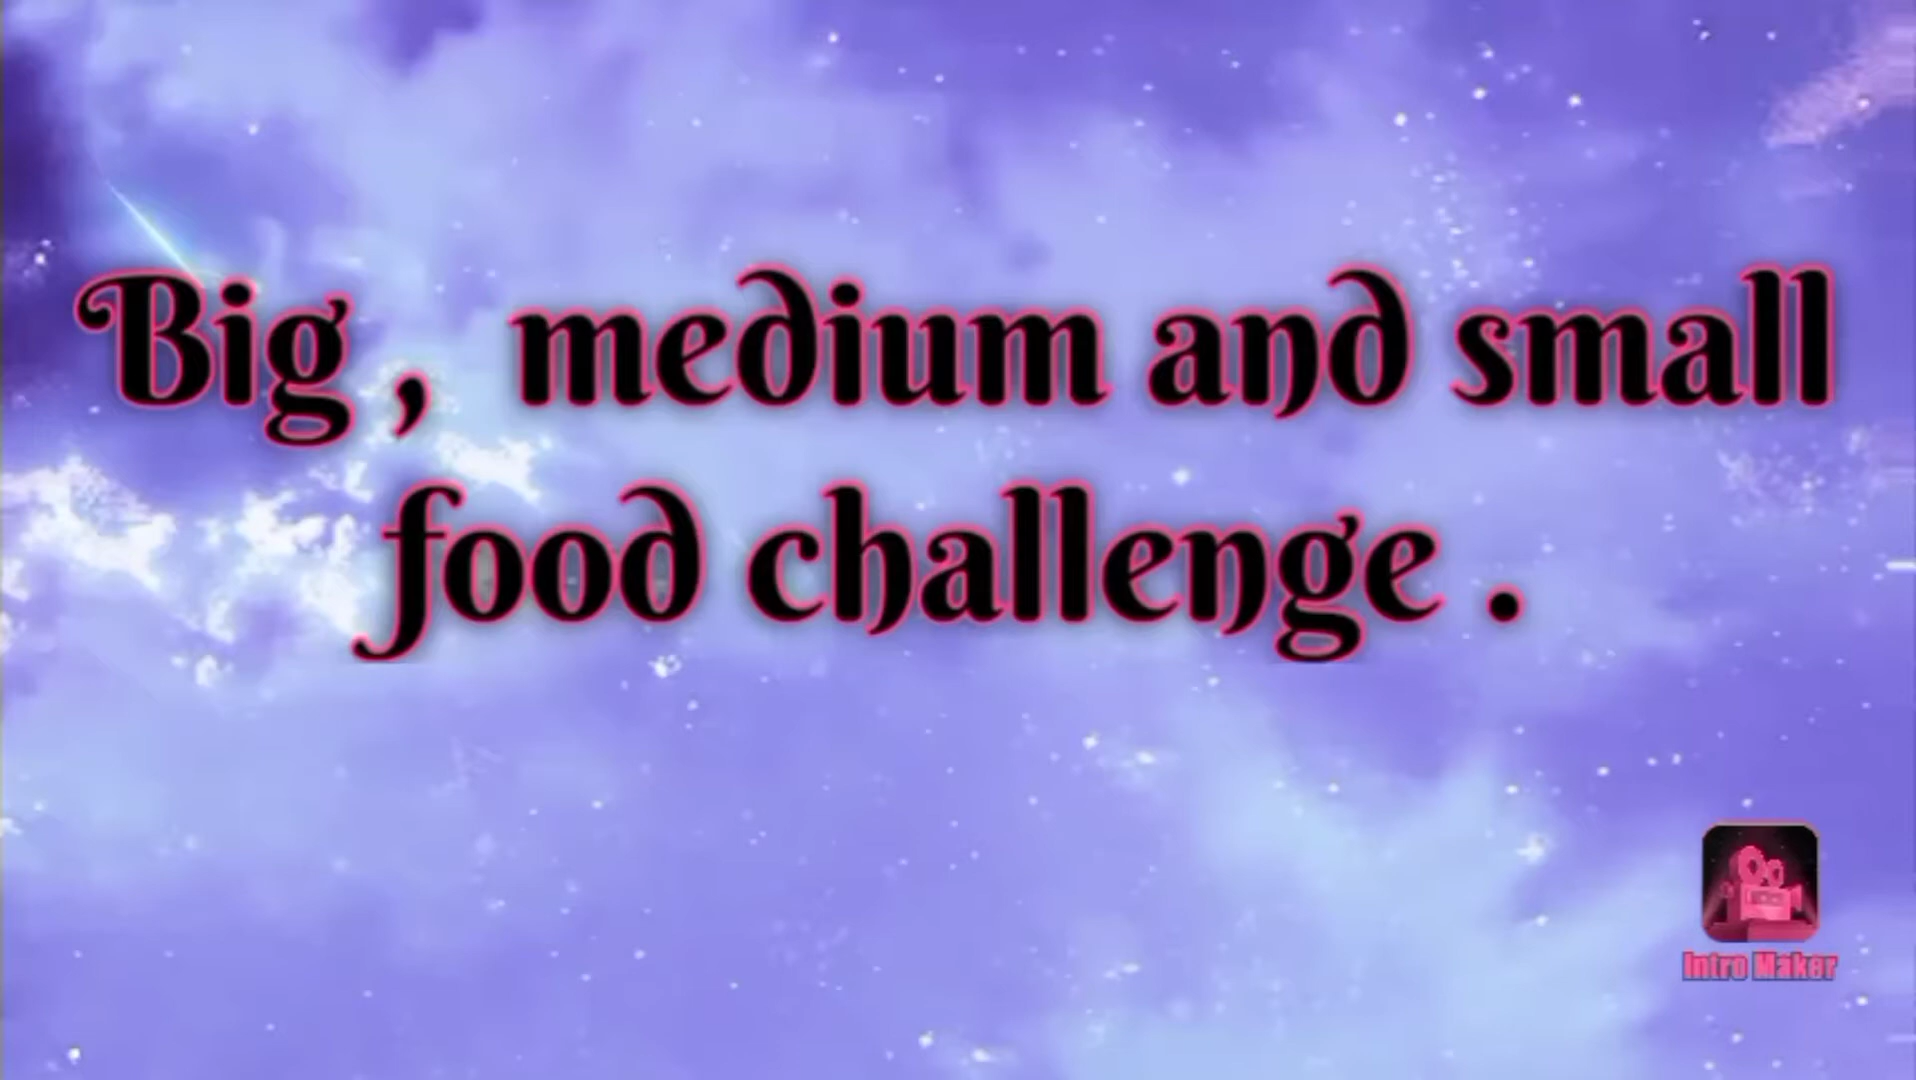 Big ,  medium and small
food challenge .
Intro Maker